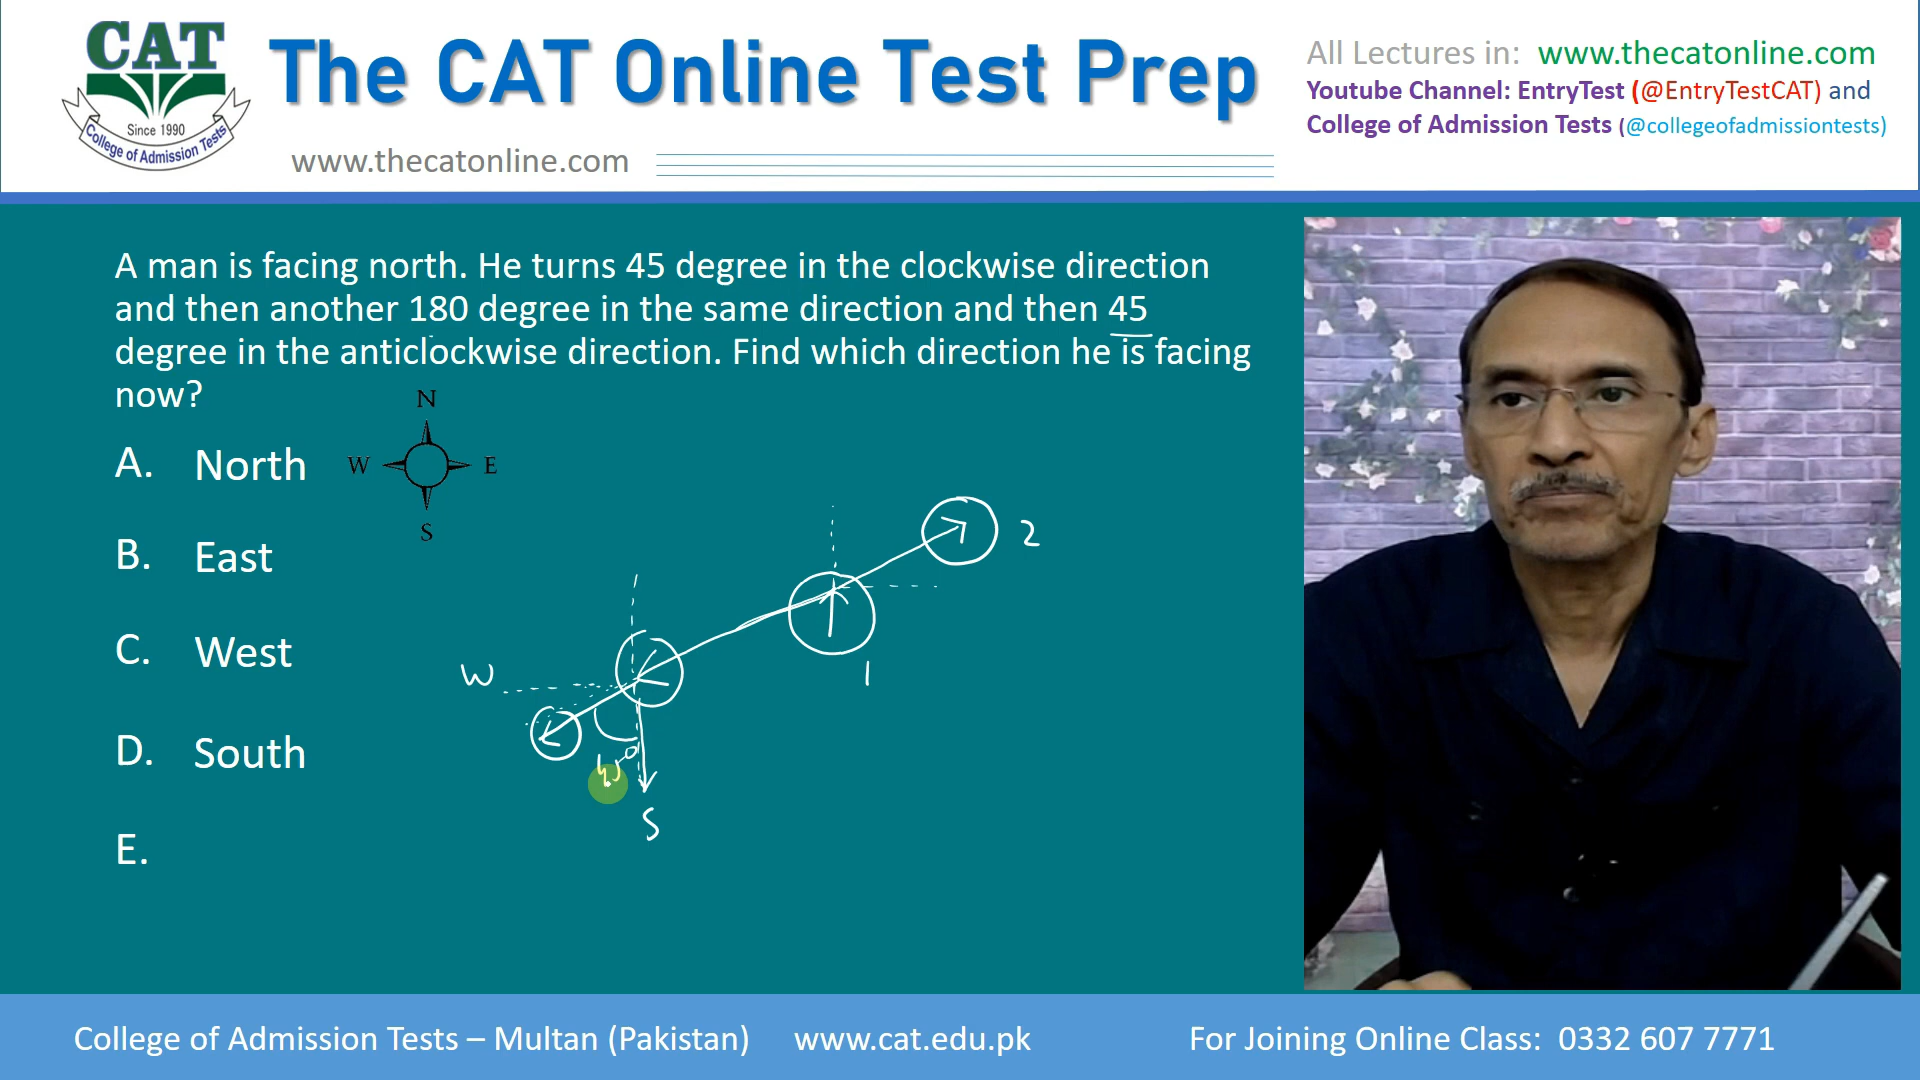 CAT
Since 1990
College of Admission Tests
The CAT Online Test Prep
www.thecatonline.com
All Lectures in: www.thecatonline.com
Youtube Channel: EntryTest (@EntryTestCAT) and
College of Admission Tests (@collegeofadmissiontests)
A man is facing north. He turns 45 degree in the clockwise direction
and then another 180 degree in the same direction and then 45
degree in the anticlockwise direction. Find which direction he is facing
now?
N
W E
S
A. North
B. East
C. West
D. South
E.
2
1
W
S
College of Admission Tests – Multan (Pakistan) www.cat.edu.pk
For Joining Online Class: 0332 607 7771